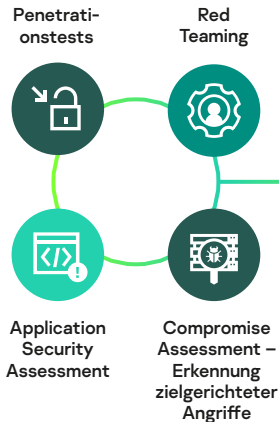 Penetrati-
onstests
Red
Teaming
</>
!
Application
Security
Assessment
Compromise
Assessment –
Erkennung
zielgerichteter
Angriffe